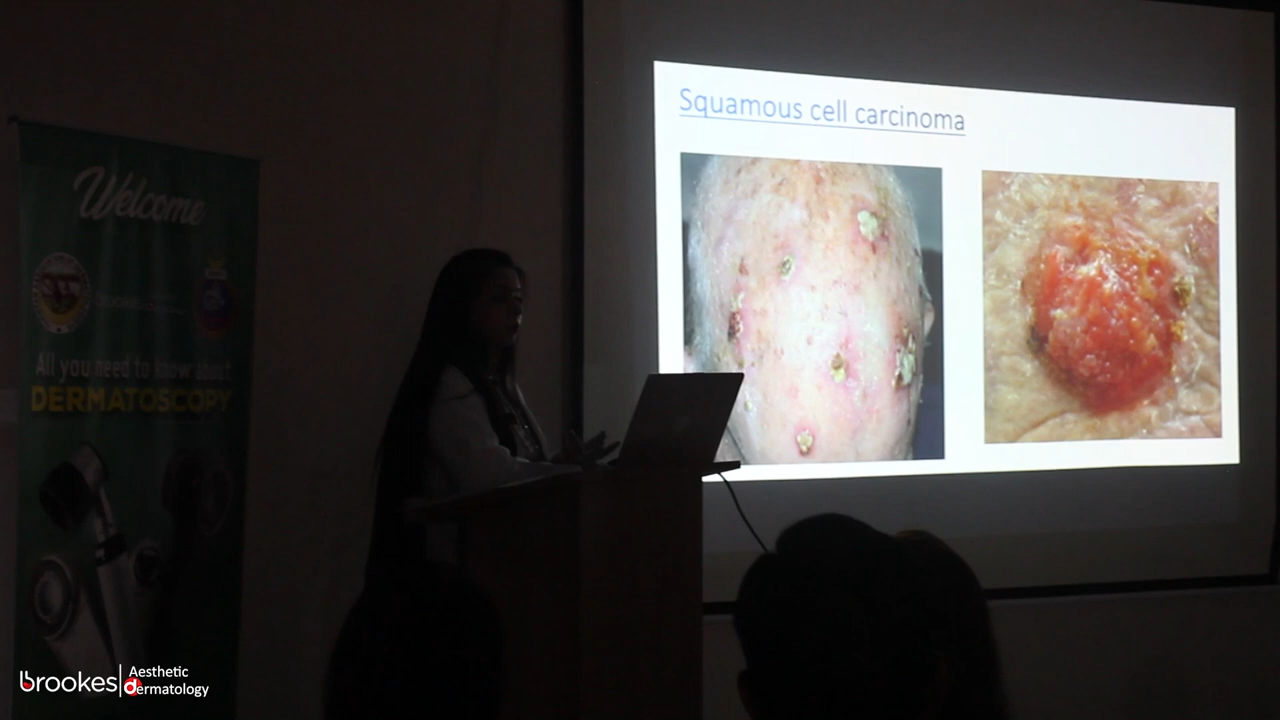 Squamous cell carcinoma
Welcome
All you need to know about
DERMATOSCOPY
brookes
Aesthetic
dermatology